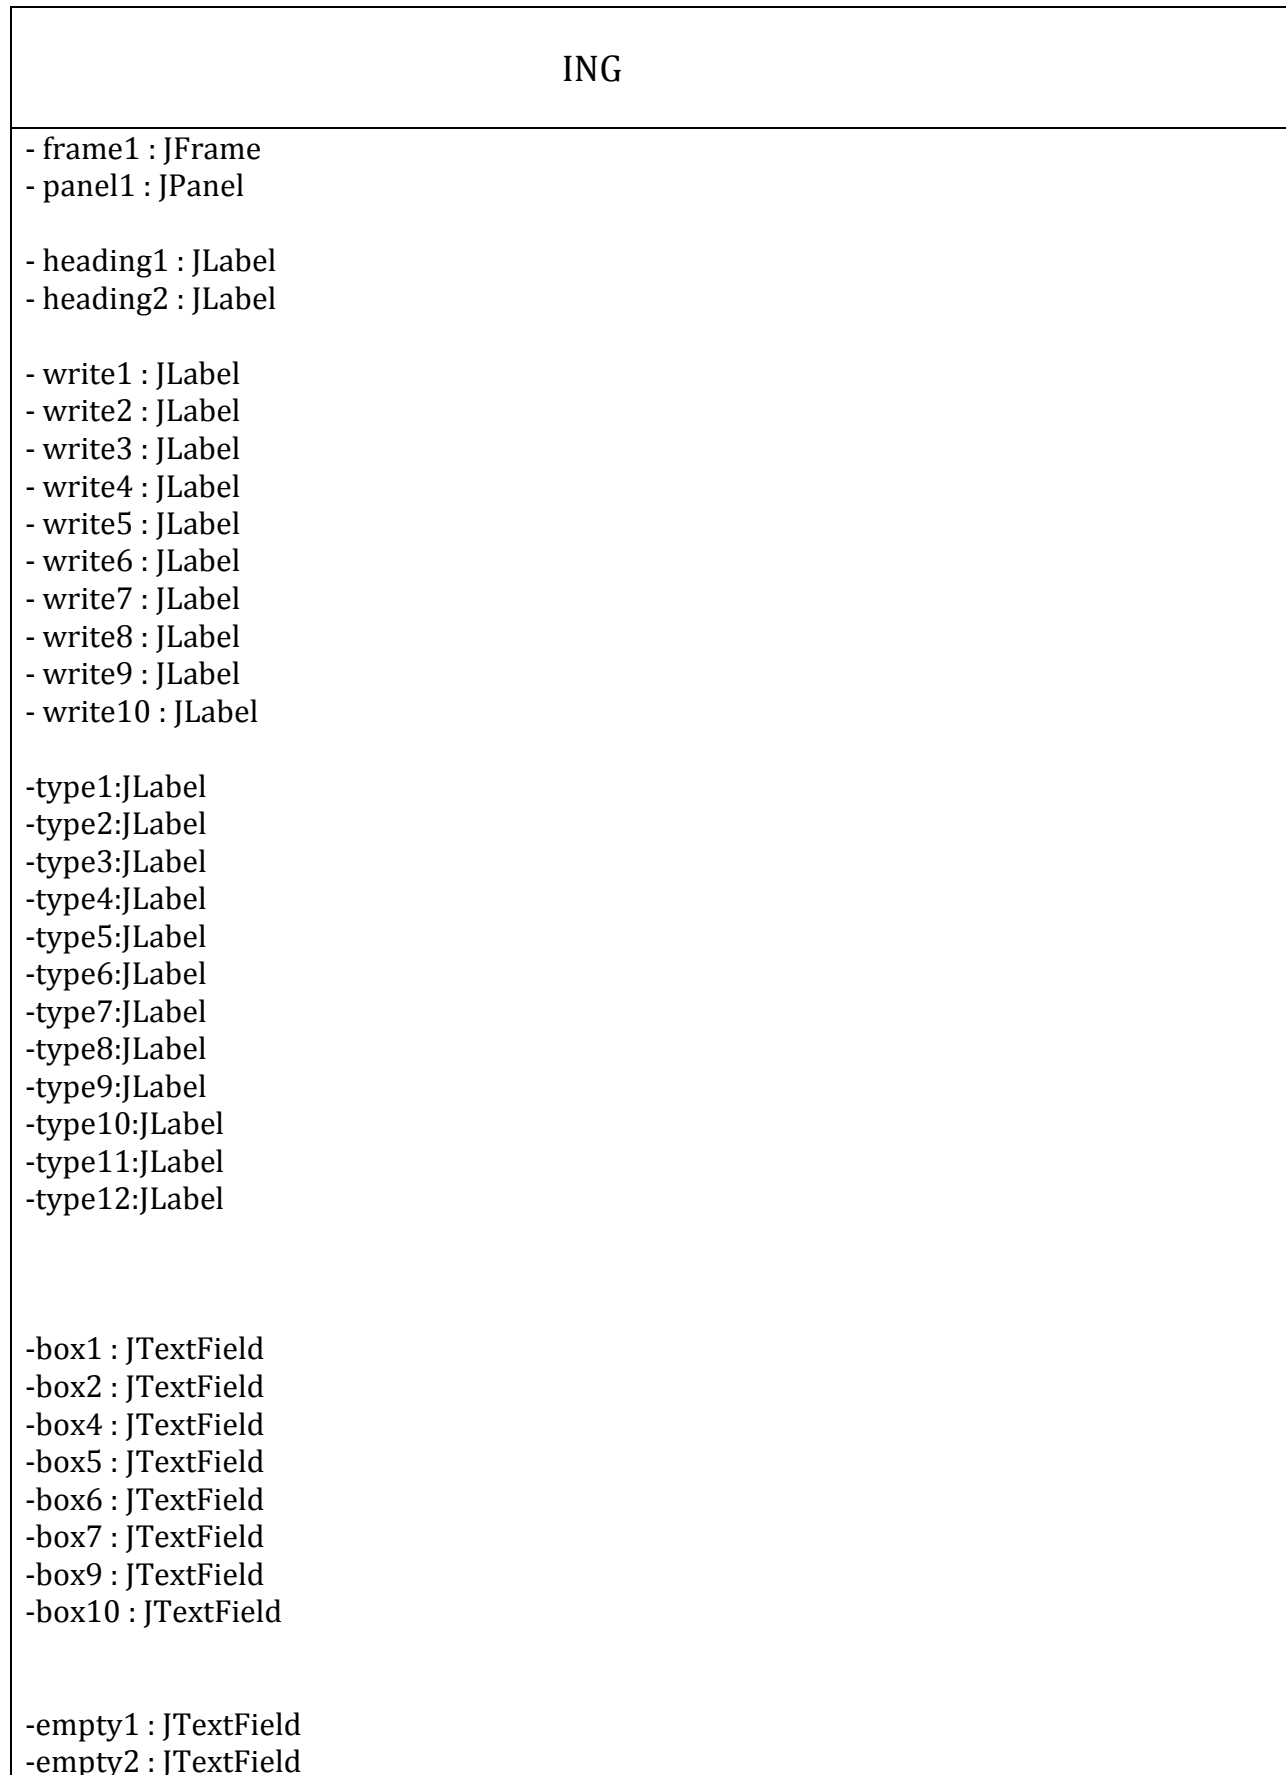 ING
- frame1 : JFrame
- panel1 : JPanel
- heading1 : JLabel
- heading2 : JLabel
- write1 : JLabel
- write2 : JLabel
- write3 : JLabel
- write4 : JLabel
- write5 : JLabel
- write6 : JLabel
- write7 : JLabel
- write8 : JLabel
- write9 : JLabel
- write10 : JLabel
-type1:JLabel
-type2:JLabel
-type3:JLabel
-type4:JLabel
-type5:JLabel
-type6:JLabel
-type7:JLabel
-type8:JLabel
-type9:JLabel
-type10:JLabel
-type11:JLabel
-type12:JLabel
-box1 : JTextField
-box2 : JTextField
-box4 : JTextField
-box5 : JTextField
-box6 : JTextField
-box7 : JTextField
-box9 : JTextField
-box10 : JTextField
-empty1 : JTextField
-empty2 : JTextField